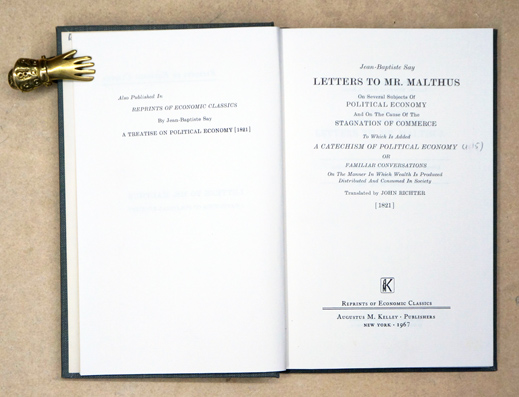 Also Published In
REPRINTS OF ECONOMIC CLASSICS
By Jean-Baptiste Say
A TREATISE ON POLITICAL ECONOMY [1821]
Jean-Baptiste Say
LETTERS TO MR. MALTHUS
On Several Subjects Of
POLITICAL ECONOMY
And On The Cause Of The
STAGNATION OF COMMERCE
To Which Is Added
A CATECHISM OF POLITICAL ECONOMY
OR
FAMILIAR CONVERSATIONS
On The Manner In Which Wealth Is Produced
Distributed And Consumed In Society
Translated by JOHN RICHTER
[1821]
REPRINTS OF ECONOMIC CLASSICS
AUGUSTUS M. KELLEY · PUBLISHERS
NEW YORK · 1967